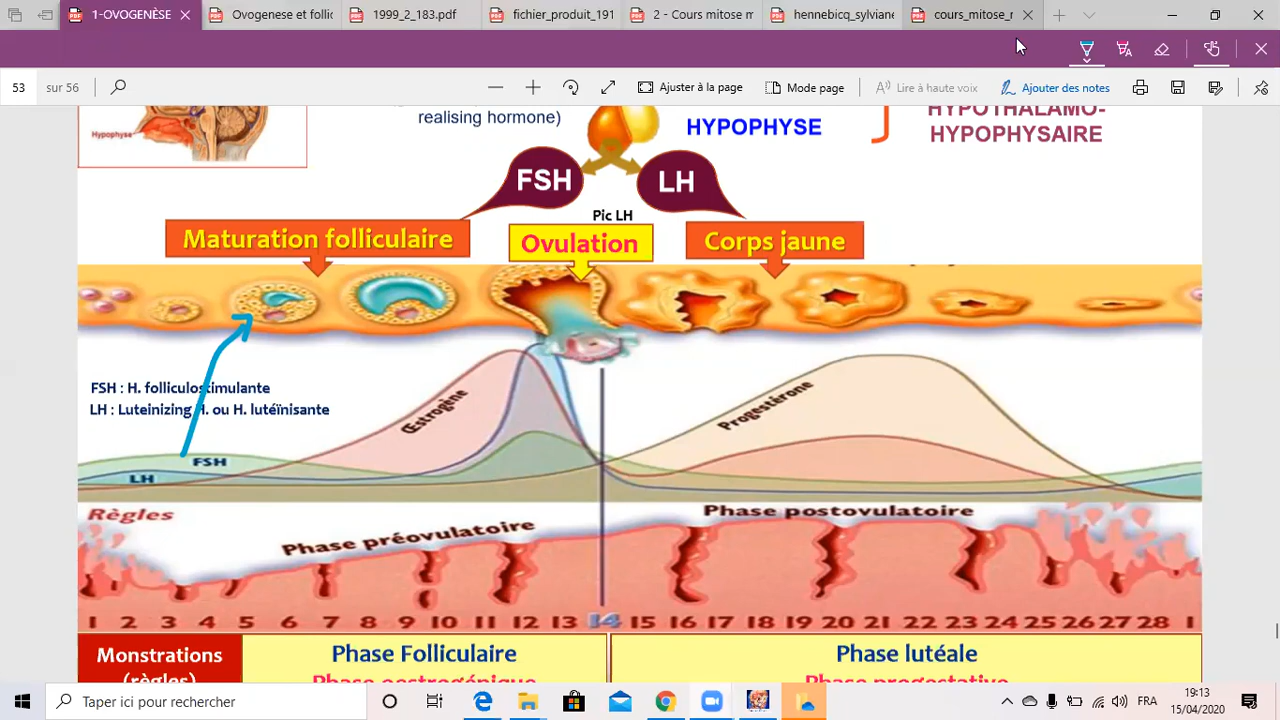 1-OVOGENÈSE
Ovogenese et follic
1999_2_183.pdf
fichier_produit_191
2 - Cours mitose m
hennebicq_sylviane
cours_mitose_r
53
sur 56
Ajuster à la page
Mode page
Lire à haute voix
Ajouter des notes
Hypophyse
realising hormone)
HYPOPHYSE
HYPOTHALAMO-
HYPOPHYSAIRE
FSH
LH
Pic LH
Maturation folliculaire
Ovulation
Corps jaune
FSH : H. folliculostimulante
LH : Luteinizing H. ou H. lutéïnisante
Œstrogène
Progestérone
FSH
LH
Règles
Phase préovulatoire
Phase postovulatoire
1 2 3 4 5 6 7 8 9 10 11 12 13 14 15 16 17 18 19 20 21 22 23 24 25 26 27 28 1
Monstrations
(règles)
Phase Folliculaire
Phase oestrogénique
Phase lutéale
Phase progestative
Taper ici pour rechercher
FRA
19:13
15/04/2020